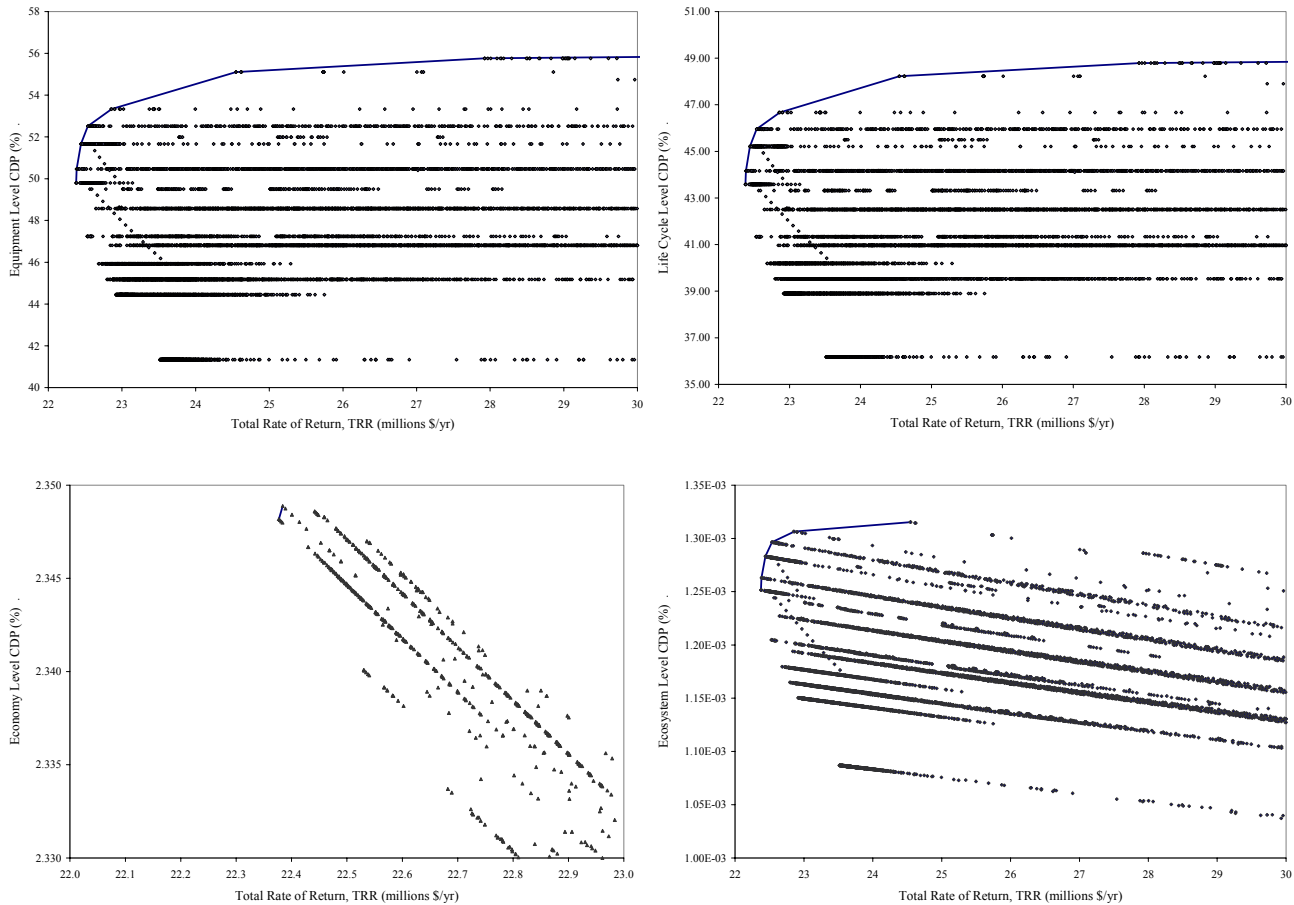 58
56
54
52
50
48
46
44
42
40
Equipment Level CDP (%) .
22 23 24 25 26 27 28 29 30
Total Rate of Return, TRR (millions $/yr)
51.00
49.00
47.00
45.00
43.00
41.00
39.00
37.00
35.00
Life Cycle Level CDP (%) .
22 23 24 25 26 27 28 29 30
Total Rate of Return, TRR (millions $/yr)
2.350
2.345
2.340
2.335
2.330
Economy Level CDP (%) .
22.0 22.1 22.2 22.3 22.4 22.5 22.6 22.7 22.8 22.9 23.0
Total Rate of Return, TRR (millions $/yr)
1.35E-03
1.30E-03
1.25E-03
1.20E-03
1.15E-03
1.10E-03
1.05E-03
1.00E-03
Ecosystem Level CDP (%) .
22 23 24 25 26 27 28 29 30
Total Rate of Return, TRR (millions $/yr)